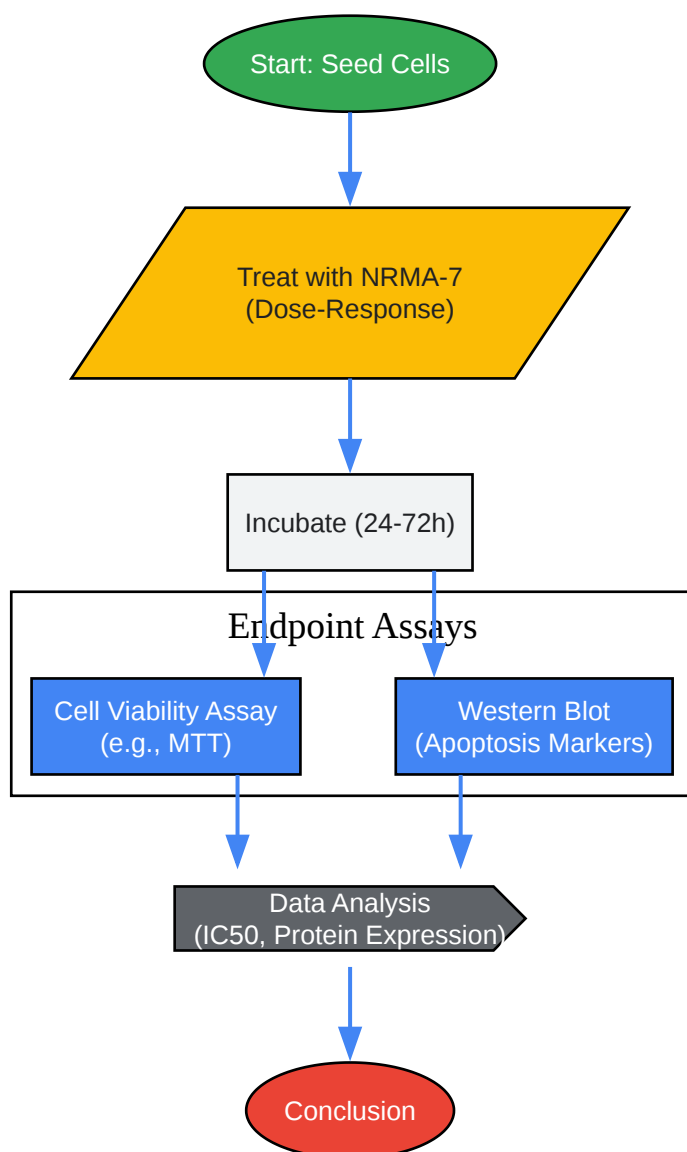 Start: Seed Cells
Treat with NRMA-7
(Dose-Response)
Incubate (24-72h)
Endpoint Assays
Cell Viability Assay
(e.g., MTT)
Western Blot
(Apoptosis Markers)
Data Analysis
(IC50, Protein Expression)
Conclusion